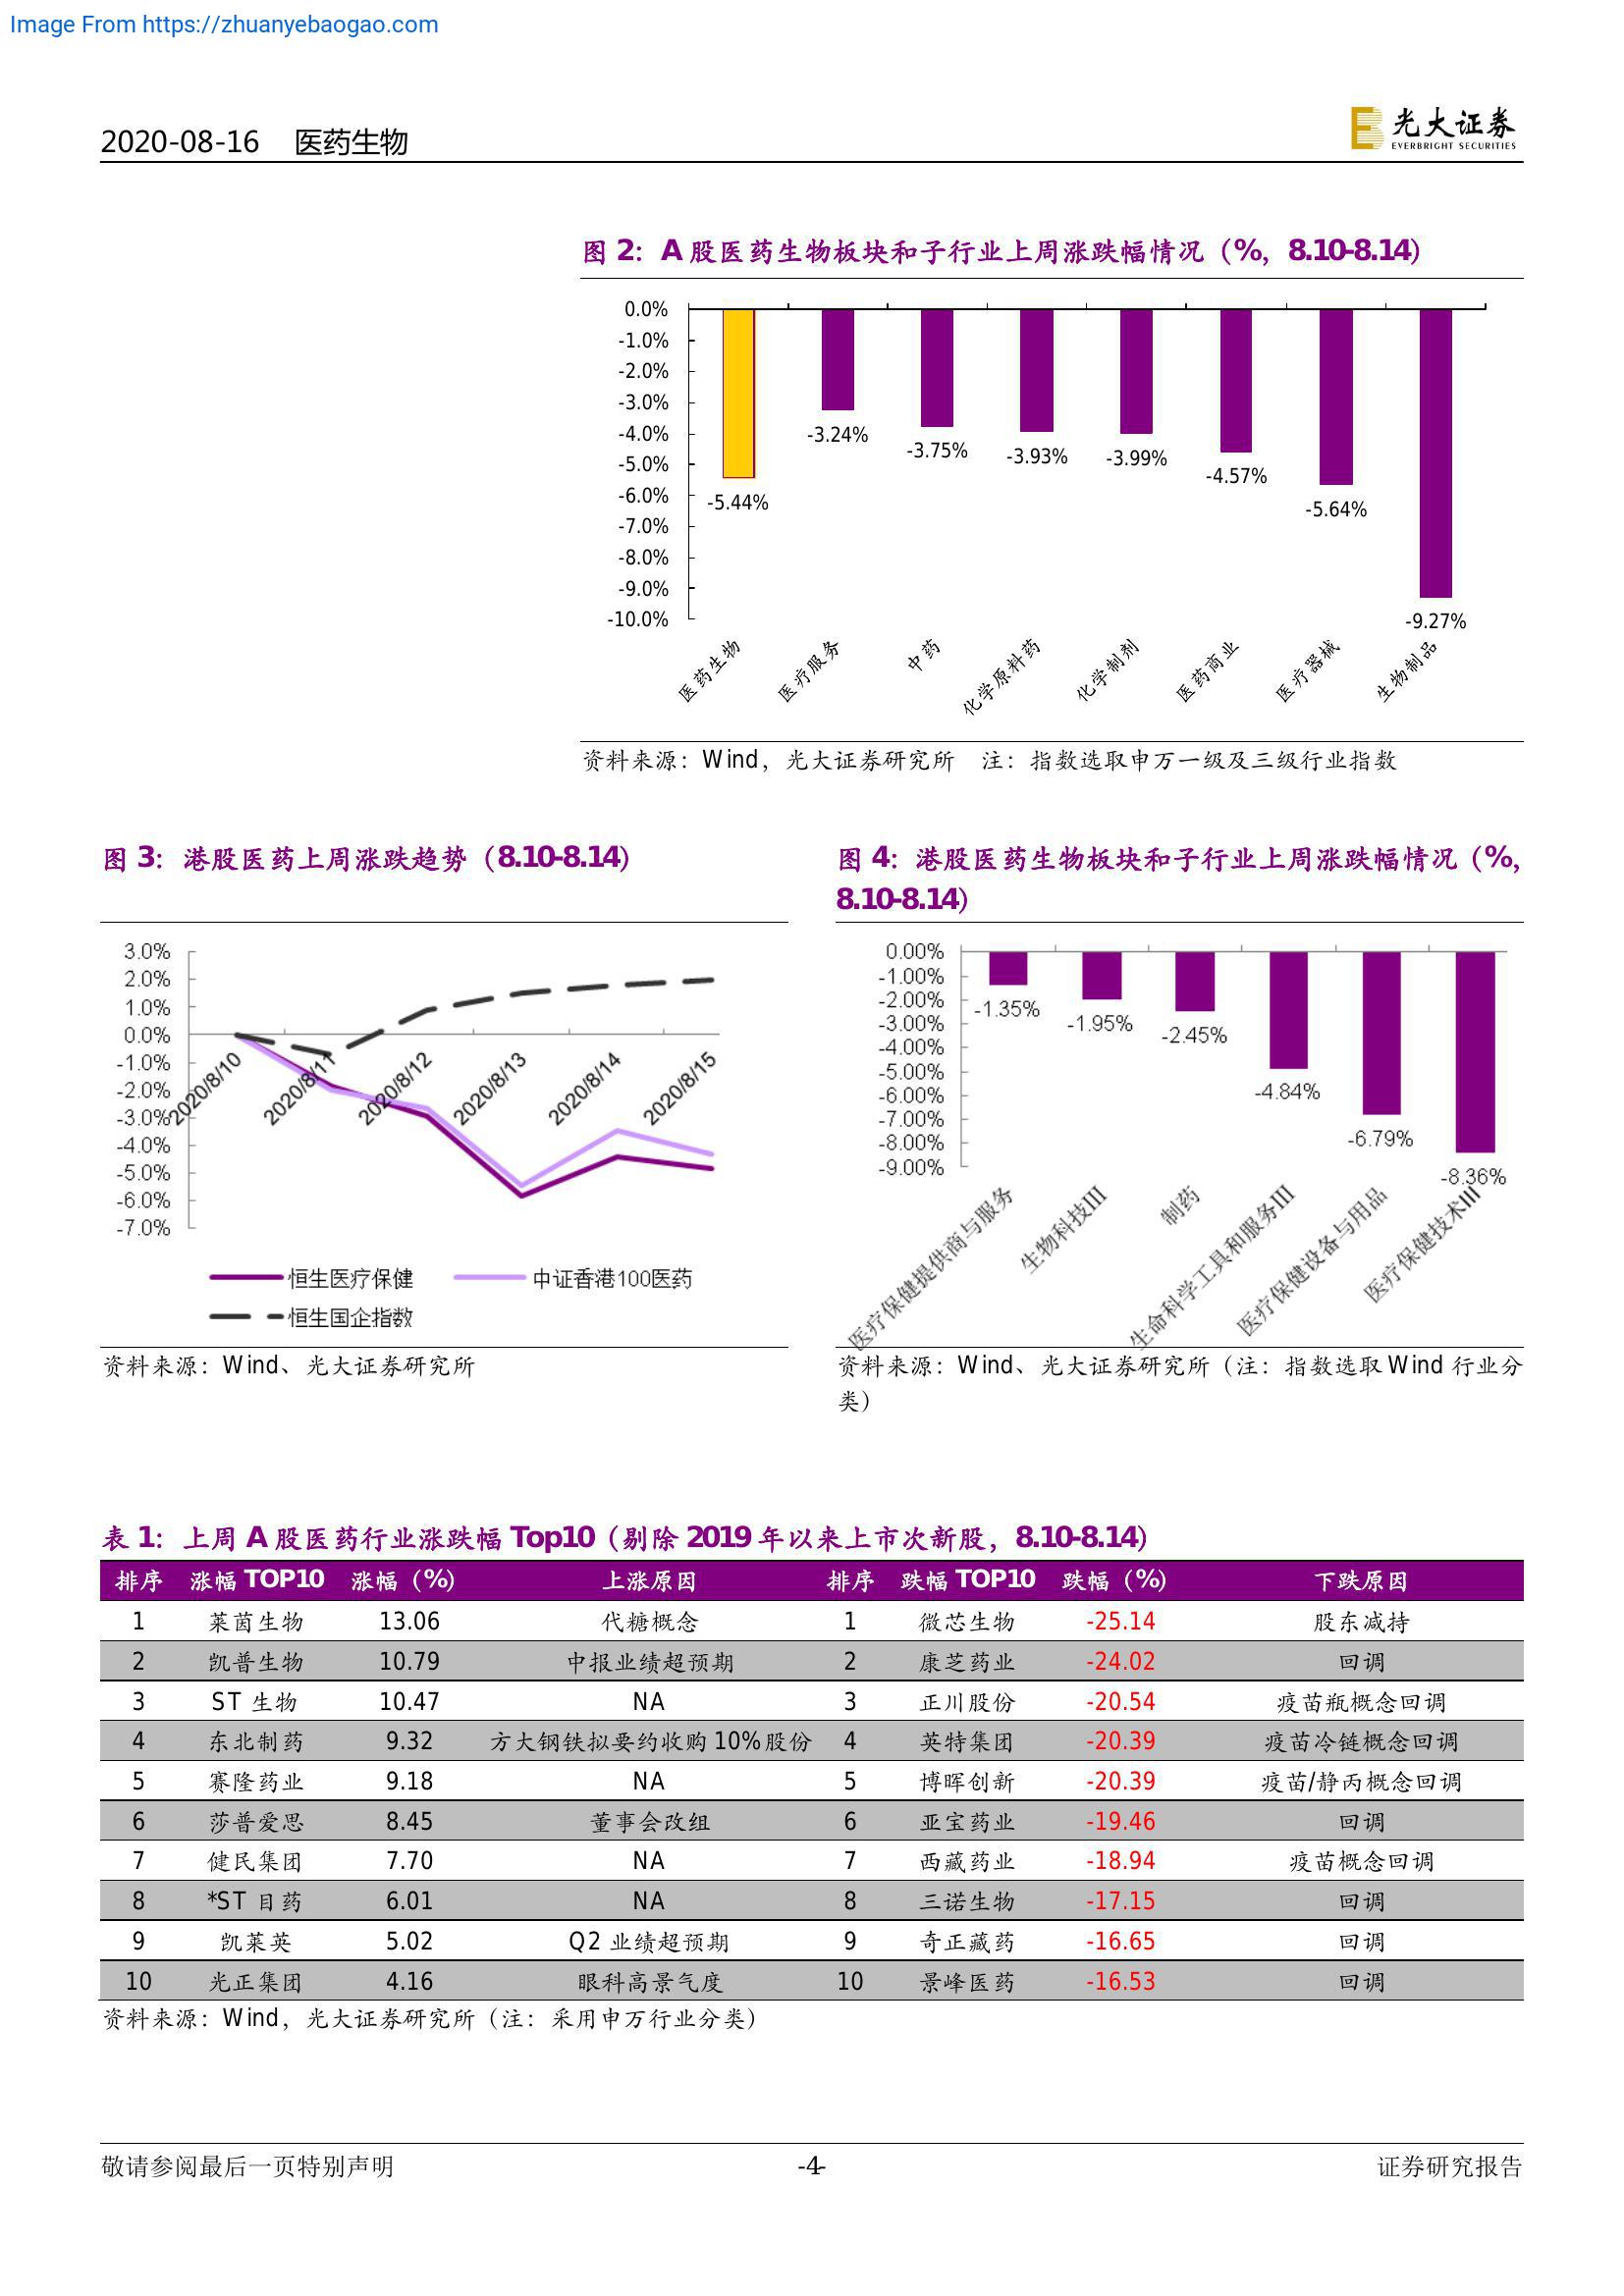 Image From https://zhuanyebaogao.com
2020-08-16 医药生物
光大证券
EVERBRIGHT SECURITIES
图 2：A 股医药生物板块和子行业上周涨跌幅情况（%，8.10-8.14）
0.0%
-1.0%
-2.0%
-3.0%
-4.0%
-5.0%
-6.0%
-7.0%
-8.0%
-9.0%
-10.0%
-5.44%
-3.24%
-3.75%
-3.93%
-3.99%
-4.57%
-5.64%
-9.27%
医药生物
医疗服务
中药
化学原料药
化学制剂
医药商业
医疗器械
生物制品
资料来源：Wind，光大证券研究所 注：指数选取申万一级及三级行业指数
图 3：港股医药上周涨跌趋势（8.10-8.14）
3.0%
2.0%
1.0%
0.0%
-1.0%
-2.0%
-3.0%
-4.0%
-5.0%
-6.0%
-7.0%
2020/8/10
2020/8/11
2020/8/12
2020/8/13
2020/8/14
2020/8/15
恒生医疗保健
中证香港100医药
恒生国企指数
资料来源：Wind、光大证券研究所
图 4：港股医药生物板块和子行业上周涨跌幅情况（%，
8.10-8.14）
0.00%
-1.00%
-2.00%
-3.00%
-4.00%
-5.00%
-6.00%
-7.00%
-8.00%
-9.00%
-1.35%
-1.95%
-2.45%
-4.84%
-6.79%
-8.36%
医疗保健提供商与服务
生物科技III
制药
生命科学工具和服务III
医疗保健设备与用品
医疗保健技术III
资料来源：Wind、光大证券研究所（注：指数选取 Wind 行业分
类）
表 1：上周 A 股医药行业涨跌幅 Top10（剔除 2019 年以来上市次新股，8.10-8.14）
排序 涨幅 TOP10 涨幅（%） 上涨原因 排序 跌幅 TOP10 跌幅（%） 下跌原因
1 莱茵生物 13.06 代糖概念 1 微芯生物 -25.14 股东减持
2 凯普生物 10.79 中报业绩超预期 2 康芝药业 -24.02 回调
3 ST 生物 10.47 NA 3 正川股份 -20.54 疫苗瓶概念回调
4 东北制药 9.32 方大钢铁拟要约收购 10%股份 4 英特集团 -20.39 疫苗冷链概念回调
5 赛隆药业 9.18 NA 5 博晖创新 -20.39 疫苗/静丙概念回调
6 莎普爱思 8.45 董事会改组 6 亚宝药业 -19.46 回调
7 健民集团 7.70 NA 7 西藏药业 -18.94 疫苗概念回调
8 *ST 目药 6.01 NA 8 三诺生物 -17.15 回调
9 凯莱英 5.02 Q2 业绩超预期 9 奇正藏药 -16.65 回调
10 光正集团 4.16 眼科高景气度 10 景峰医药 -16.53 回调
资料来源：Wind，光大证券研究所（注：采用申万行业分类）
敬请参阅最后一页特别声明 -4- 证券研究报告